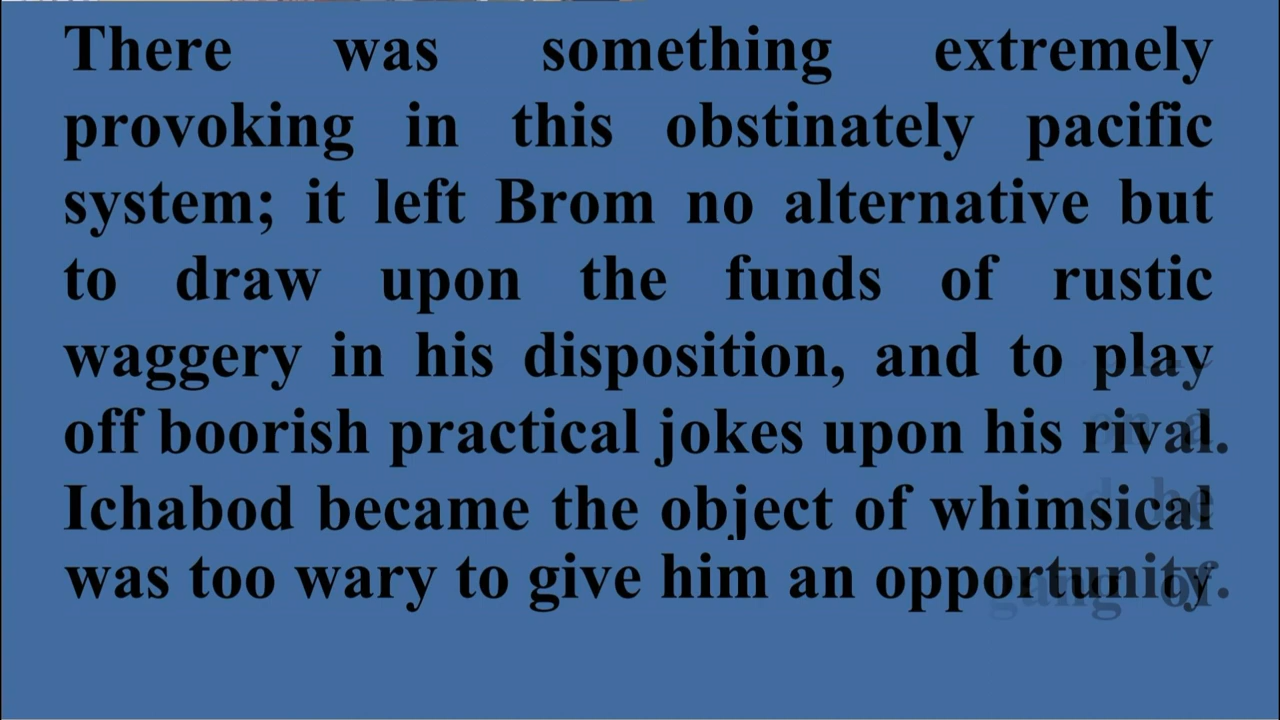 There was something extremely
provoking in this obstinately pacific
system; it left Brom no alternative but
to draw upon the funds of rustic
waggery in his disposition, and to play
off boorish practical jokes upon his rival.
Ichabod became the object of whimsical
was too wary to give him an opportunity.